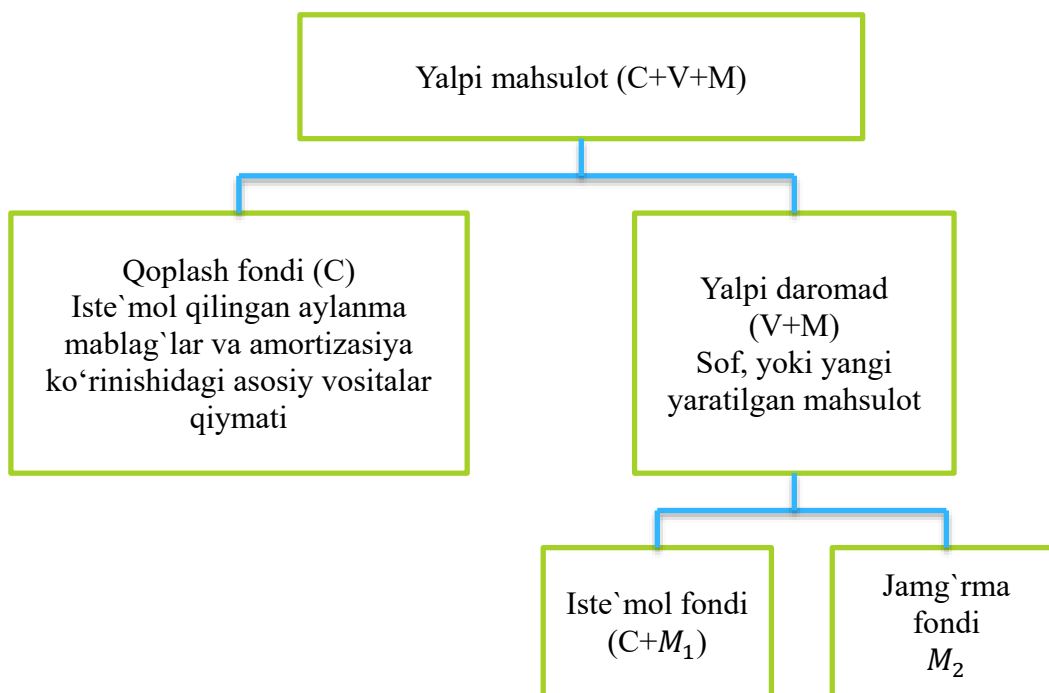 Yalpi mahsulot (C+V+M)
Qoplash fondi (C)
Iste`mol qilingan aylanma
mablag`lar va amortizasiya
ko‘rinishidagi asosiy vositalar
qiymati
Yalpi daromad
(V+M)
Sof, yoki yangi
yaratilgan mahsulot
Iste`mol fondi
(C+𝑀₁)
Jamg`rma
fondi
𝑀₂